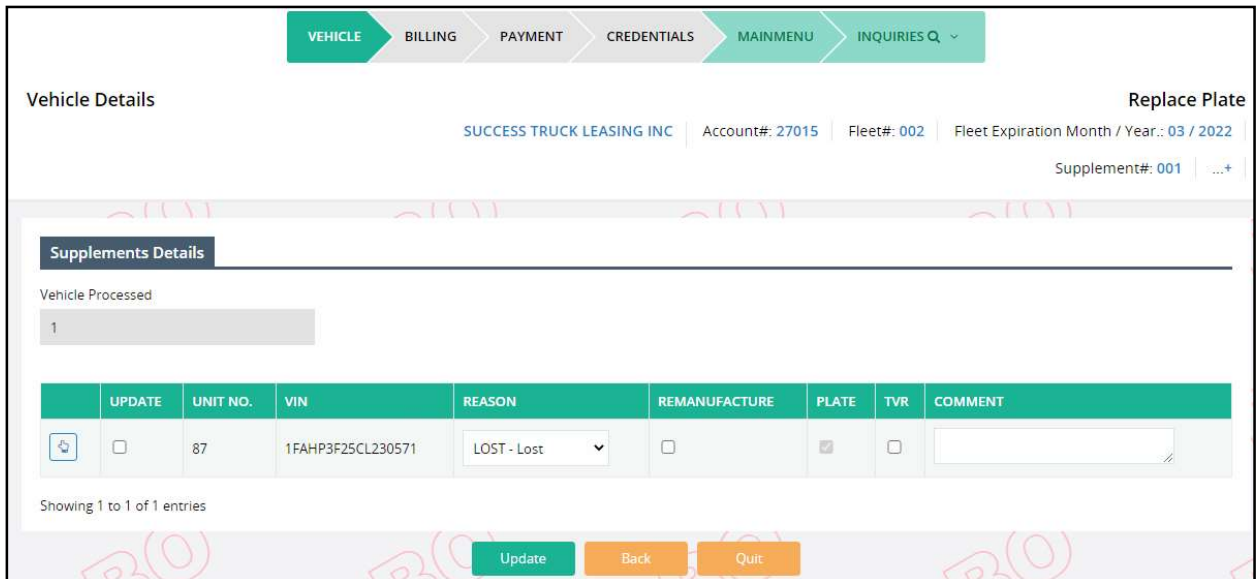 VEHICLE BILLING PAYMENT CREDENTIALS MAINMENU INQUIRIES
Vehicle Details Replace Plate
SUCCESS TRUCK LEASING INC Account#: 27015 Fleet#: 002 Fleet Expiration Month / Year.: 03 / 2022
Supplement#: 001 ...+
Supplements Details
Vehicle Processed
1
UPDATE UNIT NO. VIN REASON REMANUFACTURE PLATE TVR COMMENT
87 1FAHP3F25CL230571 LOST - Lost
Showing 1 to 1 of 1 entries
Update Back Quit